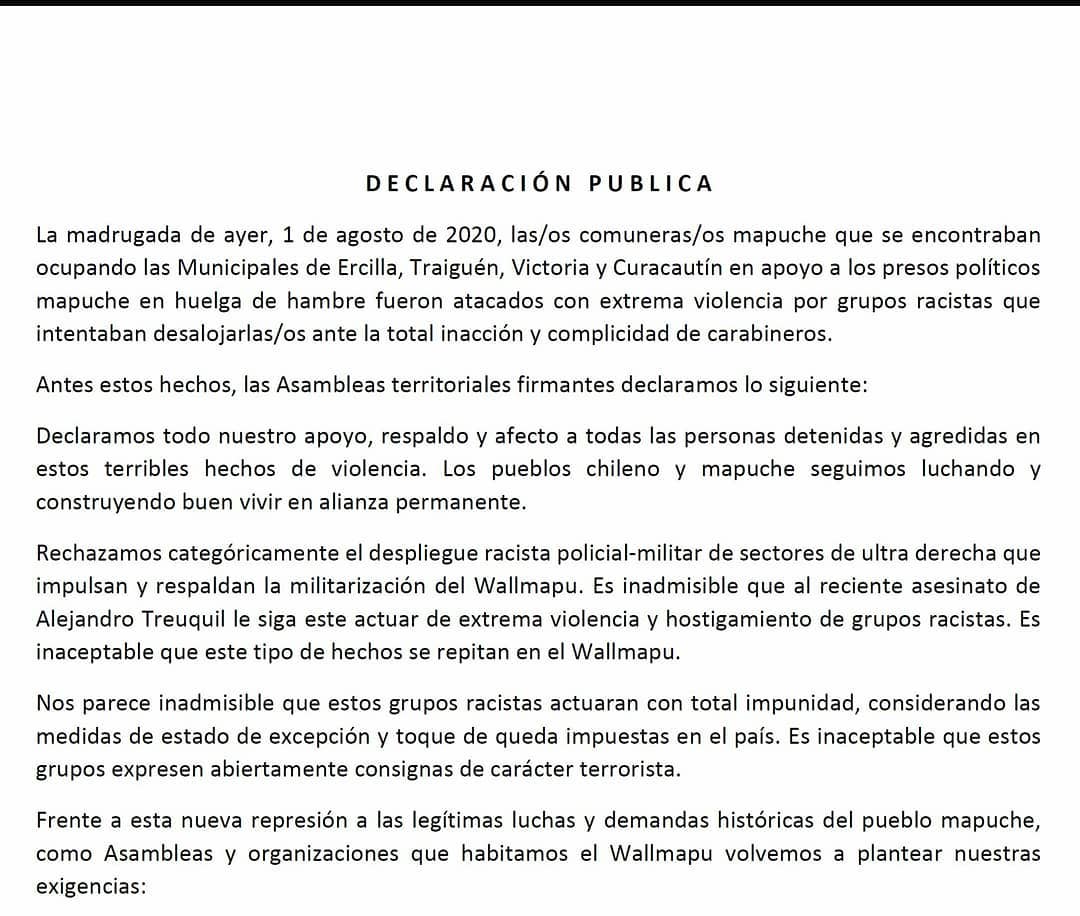 DECLARACIÓN PUBLICA
La madrugada de ayer, 1 de agosto de 2020, las/os comuneras/os mapuche que se encontraban
ocupando las Municipales de Ercilla, Traiguén, Victoria y Curacautín en apoyo a los presos políticos
mapuche en huelga de hambre fueron atacados con extrema violencia por grupos racistas que
intentaban desalojarlas/os ante la total inacción y complicidad de carabineros.
Antes estos hechos, las Asambleas territoriales firmantes declaramos lo siguiente:
Declaramos todo nuestro apoyo, respaldo y afecto a todas las personas detenidas y agredidas en
estos terribles hechos de violencia. Los pueblos chileno y mapuche seguimos luchando y
construyendo buen vivir en alianza permanente.
Rechazamos categóricamente el despliegue racista policial-militar de sectores de ultra derecha que
impulsan y respaldan la militarización del Wallmapu. Es inadmisible que al reciente asesinato de
Alejandro Treuquil le siga este actuar de extrema violencia y hostigamiento de grupos racistas. Es
inaceptable que este tipo de hechos se repitan en el Wallmapu.
Nos parece inadmisible que estos grupos racistas actuaran con total impunidad, considerando las
medidas de estado de excepción y toque de queda impuestas en el país. Es inaceptable que estos
grupos expresen abiertamente consignas de carácter terrorista.
Frente a esta nueva represión a las legítimas luchas y demandas históricas del pueblo mapuche,
como Asambleas y organizaciones que habitamos el Wallmapu volvemos a plantear nuestras
exigencias: